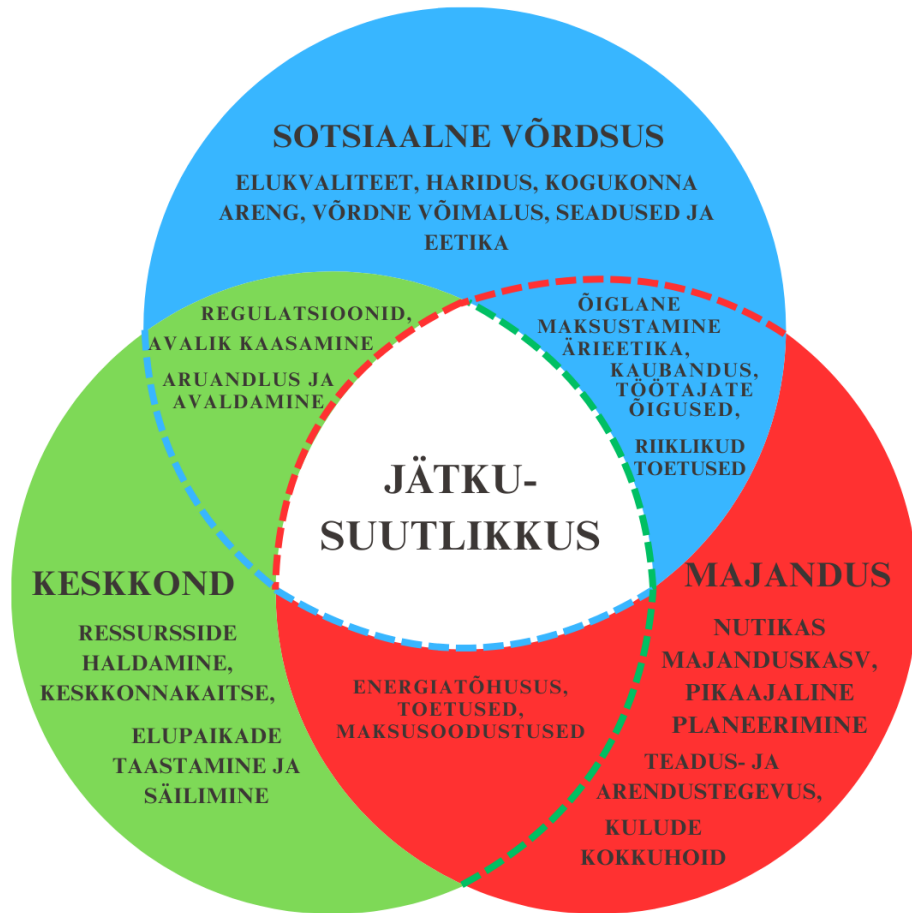 SOTSIAALNE VÕRDSUS
ELUKVALITEET, HARIDUS, KOGUKONNA
ARENG, VÕRDNE VÕIMALUS, SEADUSED JA
EETIKA
REGULATSIOONID,
AVALIK KAASAMINE
ARUANDLUS JA
AVALDAMINE
ÕIGLANE
MAKSUSTAMINE
ÄRIEETIKA,
KAUBANDUS,
TÖÖTAJATE
ÕIGUSED,
RIIKLIKUD
TOETUSED
JÄTKU-
SUUTLIKKUS
KESKKOND
RESSURSSIDE
HALDAMINE,
KESKKONNAKAITSE,
ELUPAIKADE
TAASTAMINE JA
SÄILIMINE
ENERGIATÕHUSUS,
TOETUSED,
MAKSUSOODUSTUSED
MAJANDUS
NUTIKAS
MAJANDUSKASV,
PIKAAJALINE
PLANEERIMINE
TEADUS- JA
ARENDUSTEGEVUS,
KULUDE
KOKKUHOID